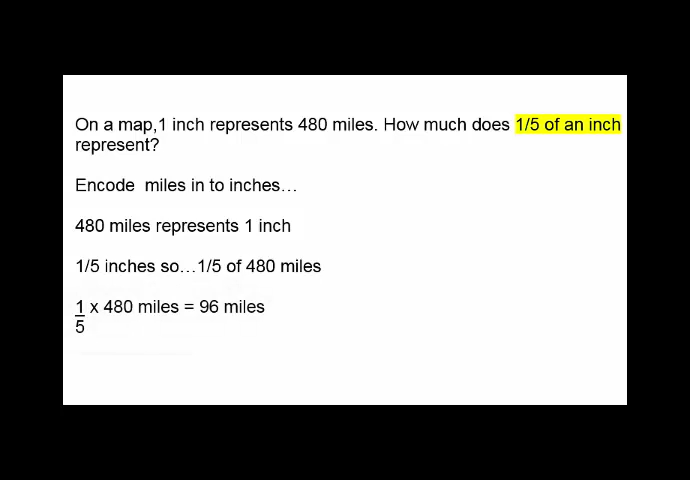 On a map,1 inch represents 480 miles. How much does 1/5 of an inch
represent?
Encode  miles in to inches…
480 miles represents 1 inch
1/5 inches so…1/5 of 480 miles
1 x 480 miles = 96 miles
5